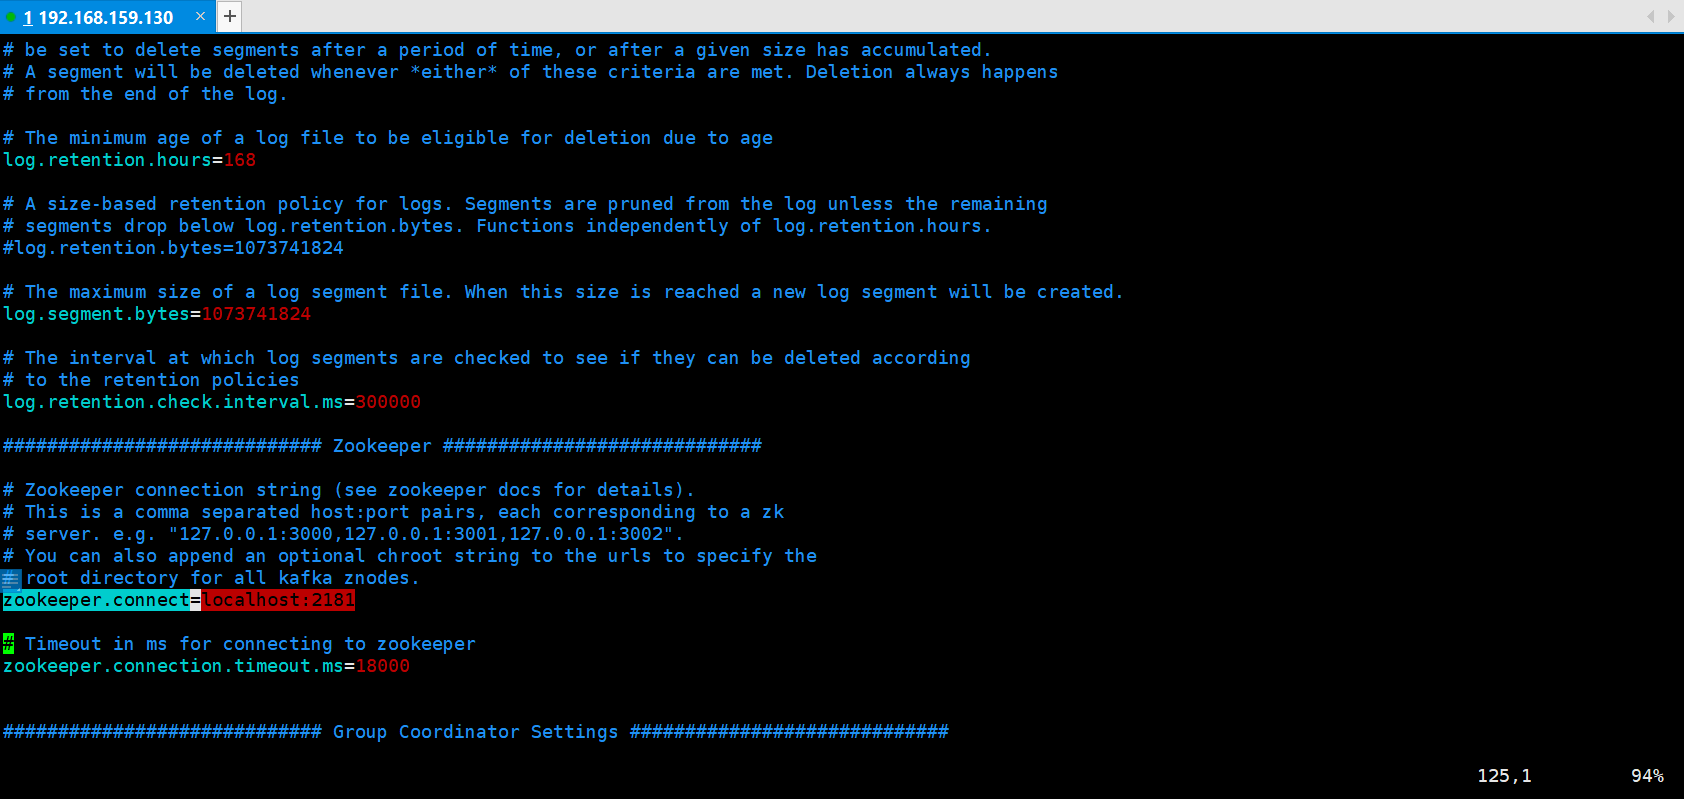 1 192.168.159.130 × +
# be set to delete segments after a period of time, or after a given size has accumulated.
# A segment will be deleted whenever *either* of these criteria are met. Deletion always happens
# from the end of the log.
# The minimum age of a log file to be eligible for deletion due to age
log.retention.hours=168
# A size-based retention policy for logs. Segments are pruned from the log unless the remaining
# segments drop below log.retention.bytes. Functions independently of log.retention.hours.
#log.retention.bytes=1073741824
# The maximum size of a log segment file. When this size is reached a new log segment will be created.
log.segment.bytes=1073741824
# The interval at which log segments are checked to see if they can be deleted according
# to the retention policies
log.retention.check.interval.ms=300000
############################# Zookeeper #############################
# Zookeeper connection string (see zookeeper docs for details).
# This is a comma separated host:port pairs, each corresponding to a zk
# server. e.g. "127.0.0.1:3000,127.0.0.1:3001,127.0.0.1:3002".
# You can also append an optional chroot string to the urls to specify the
# root directory for all kafka znodes.
zookeeper.connect=localhost:2181
# Timeout in ms for connecting to zookeeper
zookeeper.connection.timeout.ms=18000
############################# Group Coordinator Settings #############################
125,1 94%